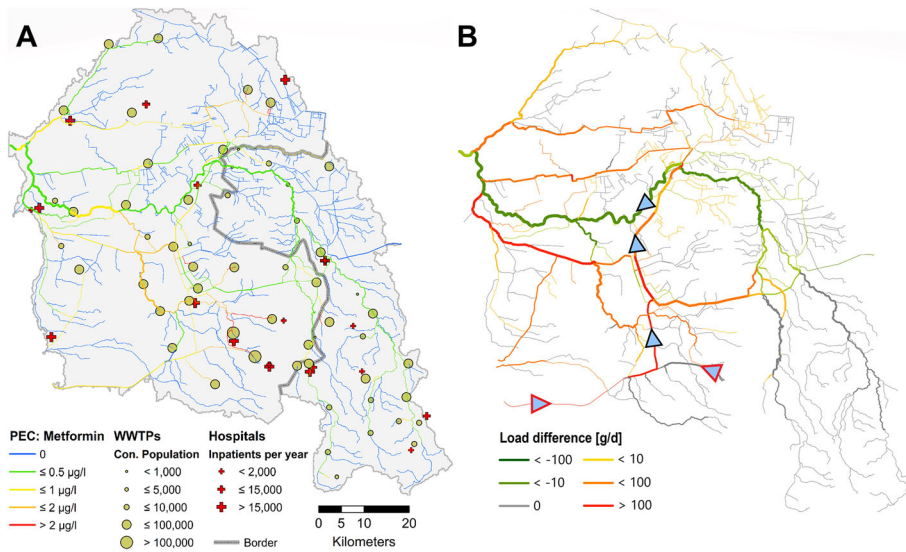 A
B
PEC: Metformin
0
≤ 0.5 µg/l
≤ 1 µg/l
≤ 2 µg/l
> 2 µg/l
WWTPs
Con. Population
< 1,000
≤ 5,000
≤ 10,000
≤ 100,000
> 100,000
Hospitals
Inpatients per year
< 2,000
≤ 15,000
> 15,000
Border
0 5 10 20
Kilometers
Load difference [g/d]
< -100
< -10
0
< 10
< 100
> 100